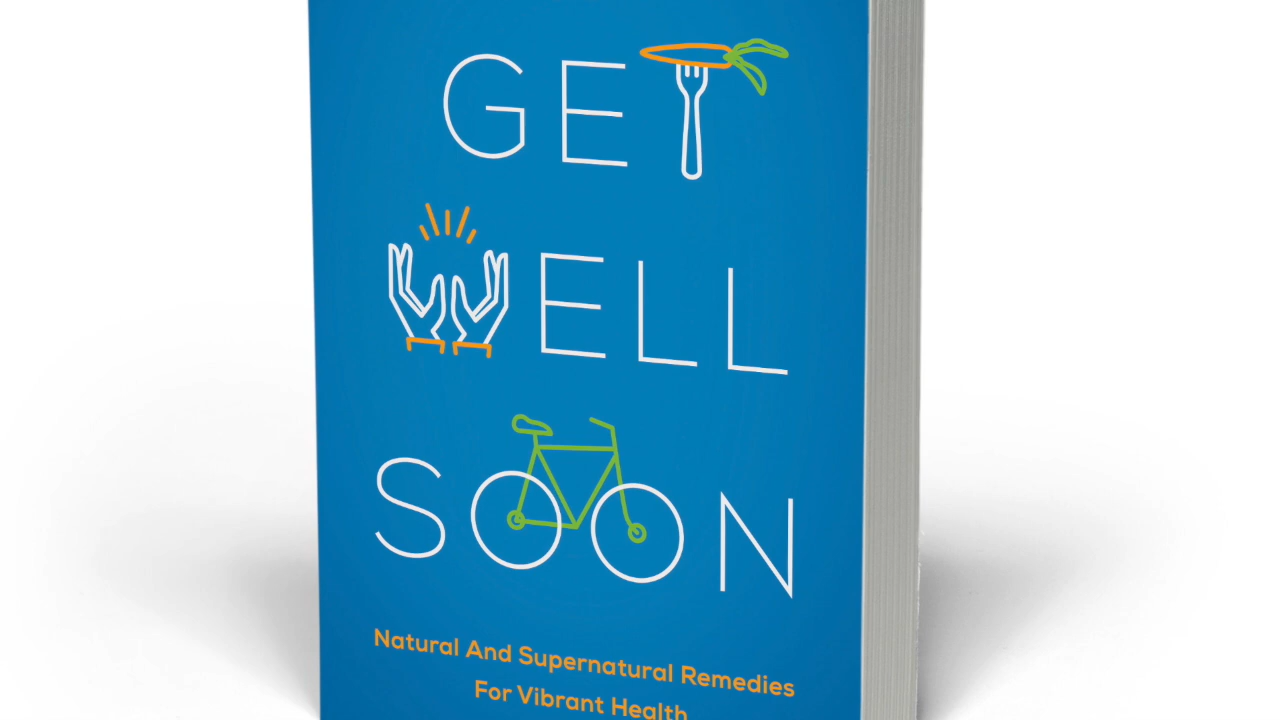 GET
WELL
SOON
Natural And Supernatural Remedies
For Vibrant Health